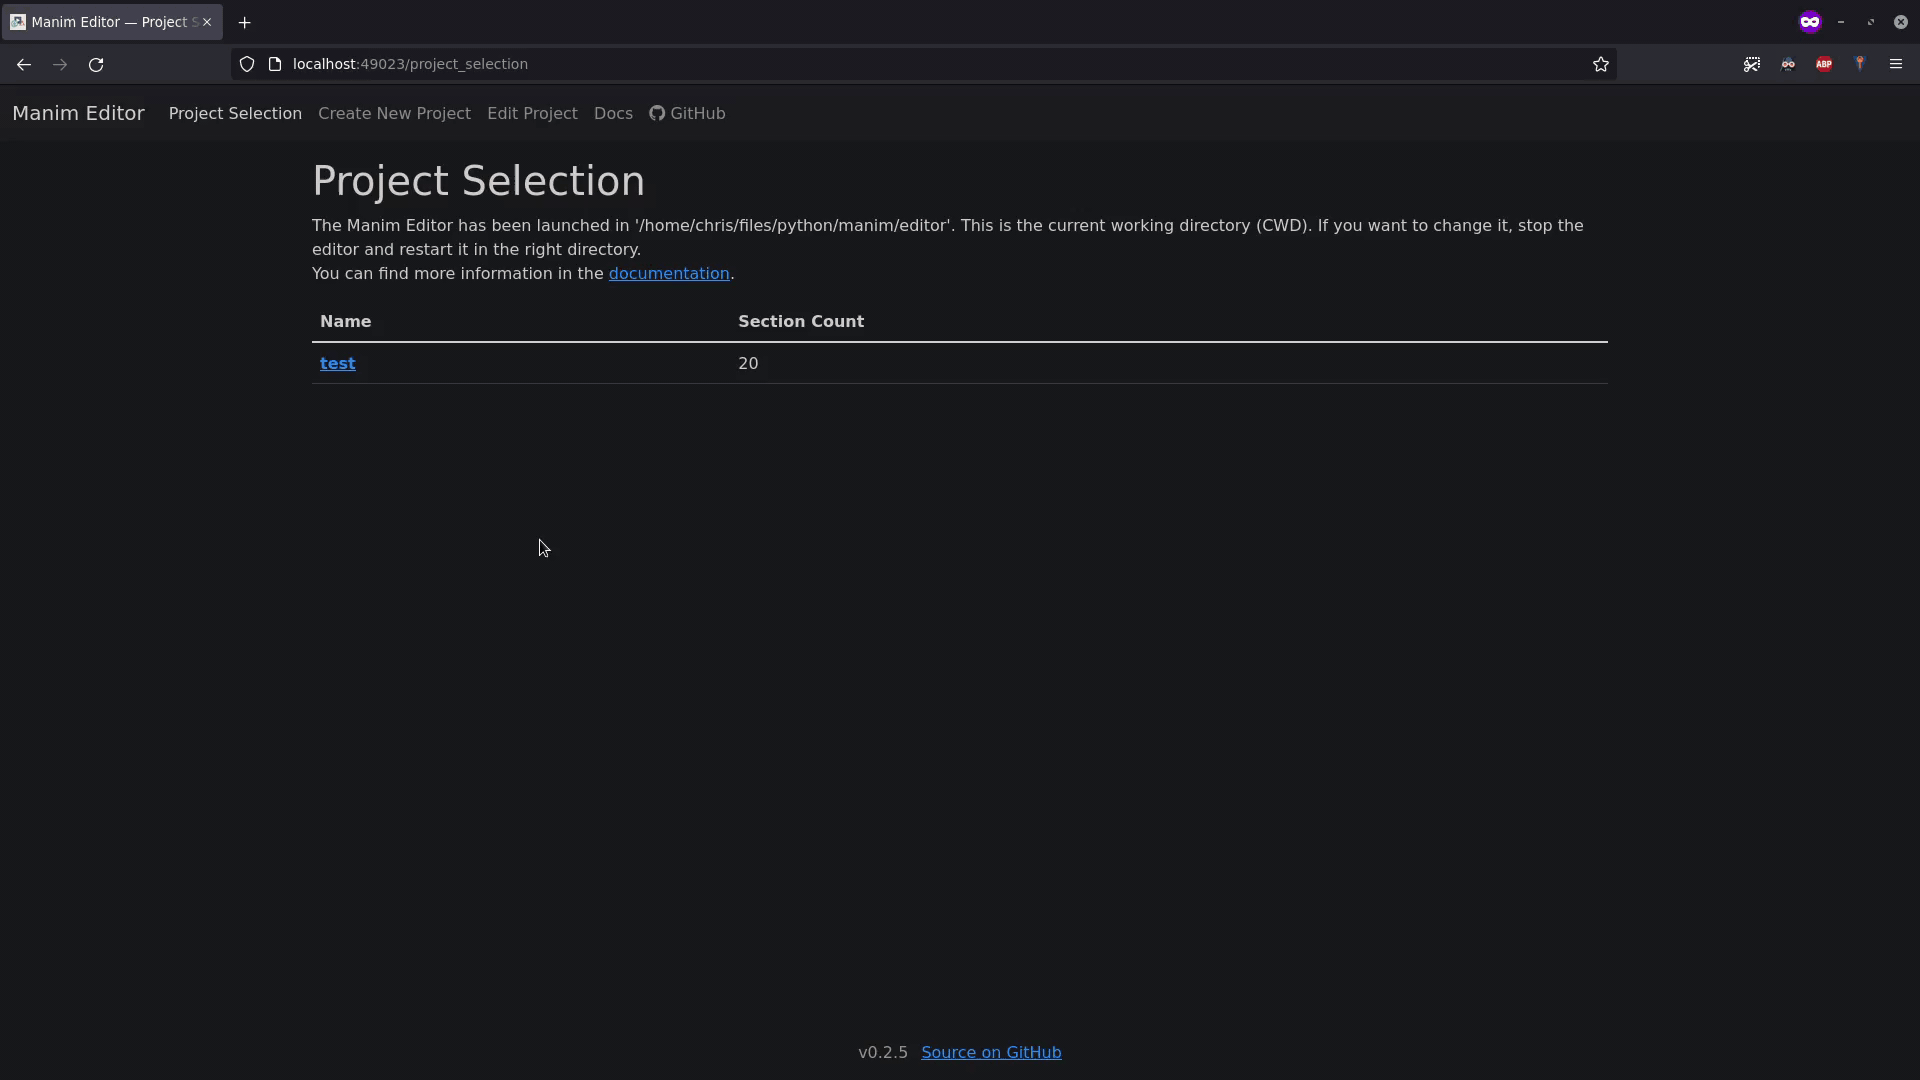 Manim Editor — Project S
localhost:49023/project_selection
ABP
Manim Editor Project Selection Create New Project Edit Project Docs GitHub
Project Selection
The Manim Editor has been launched in '/home/chris/files/python/manim/editor'. This is the current working directory (CWD). If you want to change it, stop the
editor and restart it in the right directory.
You can find more information in the documentation.
Name Section Count
test 20
v0.2.5 Source on GitHub